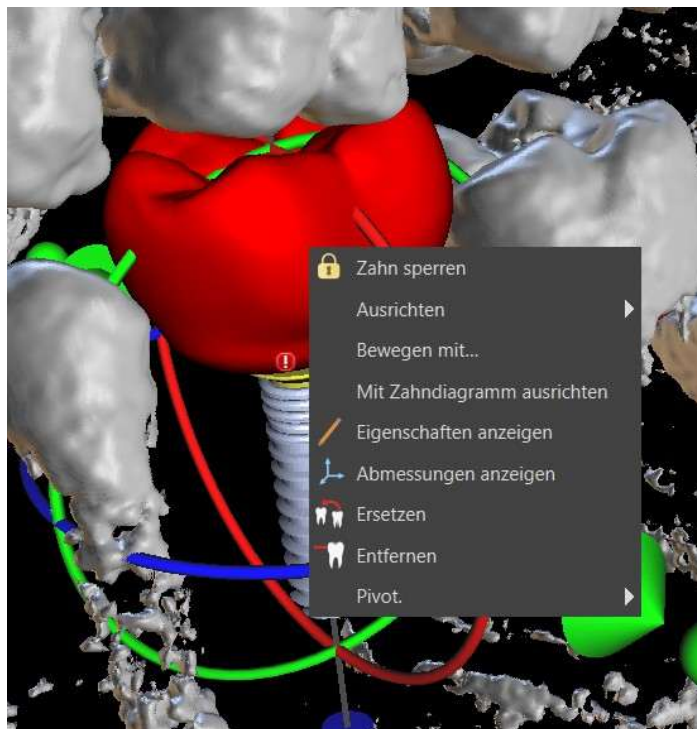 Zahn sperren
Ausrichten
Bewegen mit...
Mit Zahndiagramm ausrichten
Eigenschaften anzeigen
Abmessungen anzeigen
Ersetzen
Entfernen
Pivot.